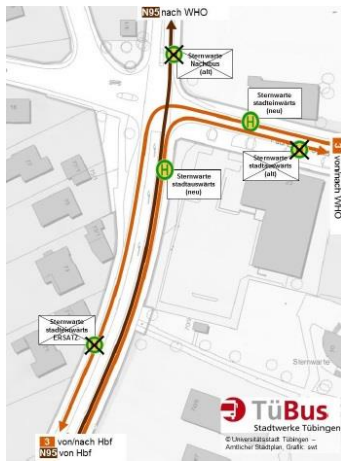 N95 nach WHO
Sternwarte
Nachtbus
(alt)
Sternwarte
stadteinwärts
(neu)
Sternwarte
stadtauswärts
(alt)
3 von/nach WHO
H
H
Sternwarte
stadtauswärts
(neu)
Sternwarte
stadteinwärts
ERSATZ
Sternwarte
TüBus
Stadtwerke Tübingen
© Universitätsstadt Tübingen –
Amtlicher Stadtplan, Grafik: swt
3 von/nach Hbf
N95 von Hbf